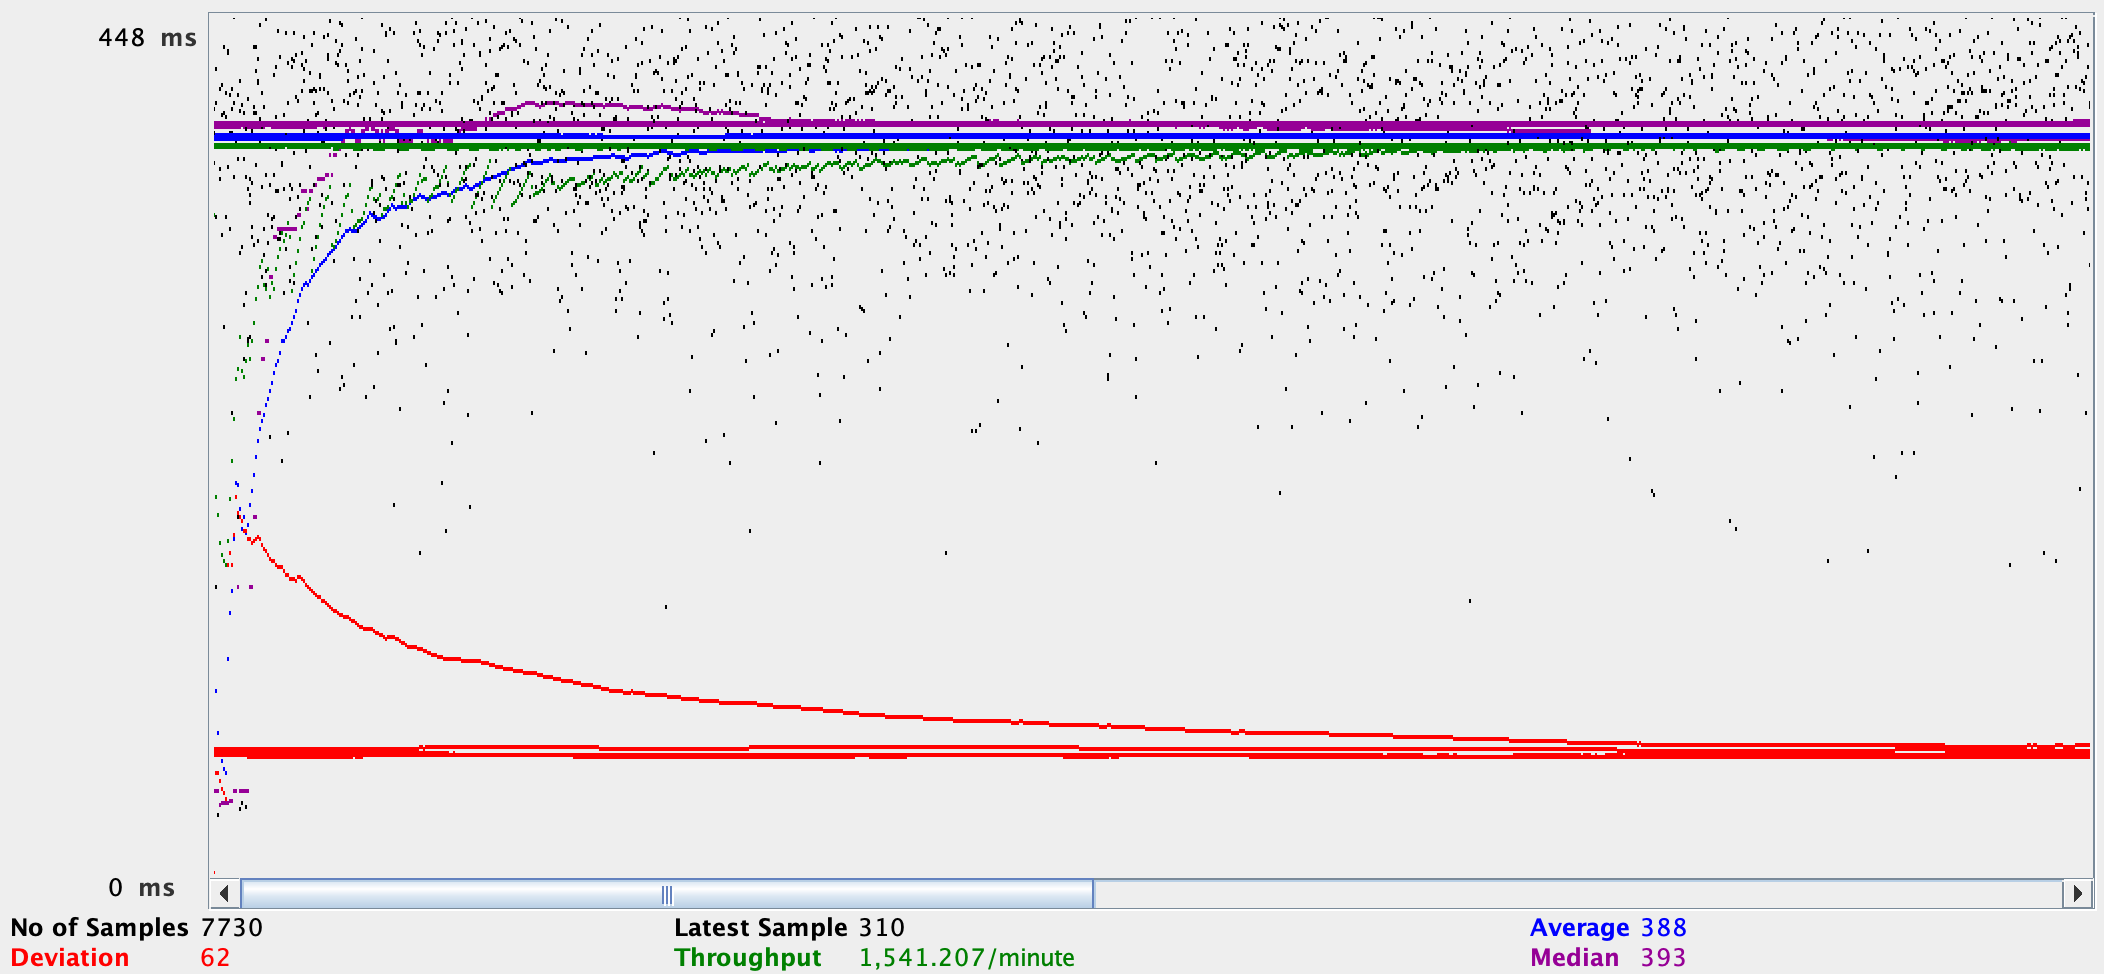 448 ms
0 ms
No of Samples 7730 Latest Sample 310 Average 388
Deviation 62 Throughput 1,541.207/minute Median 393